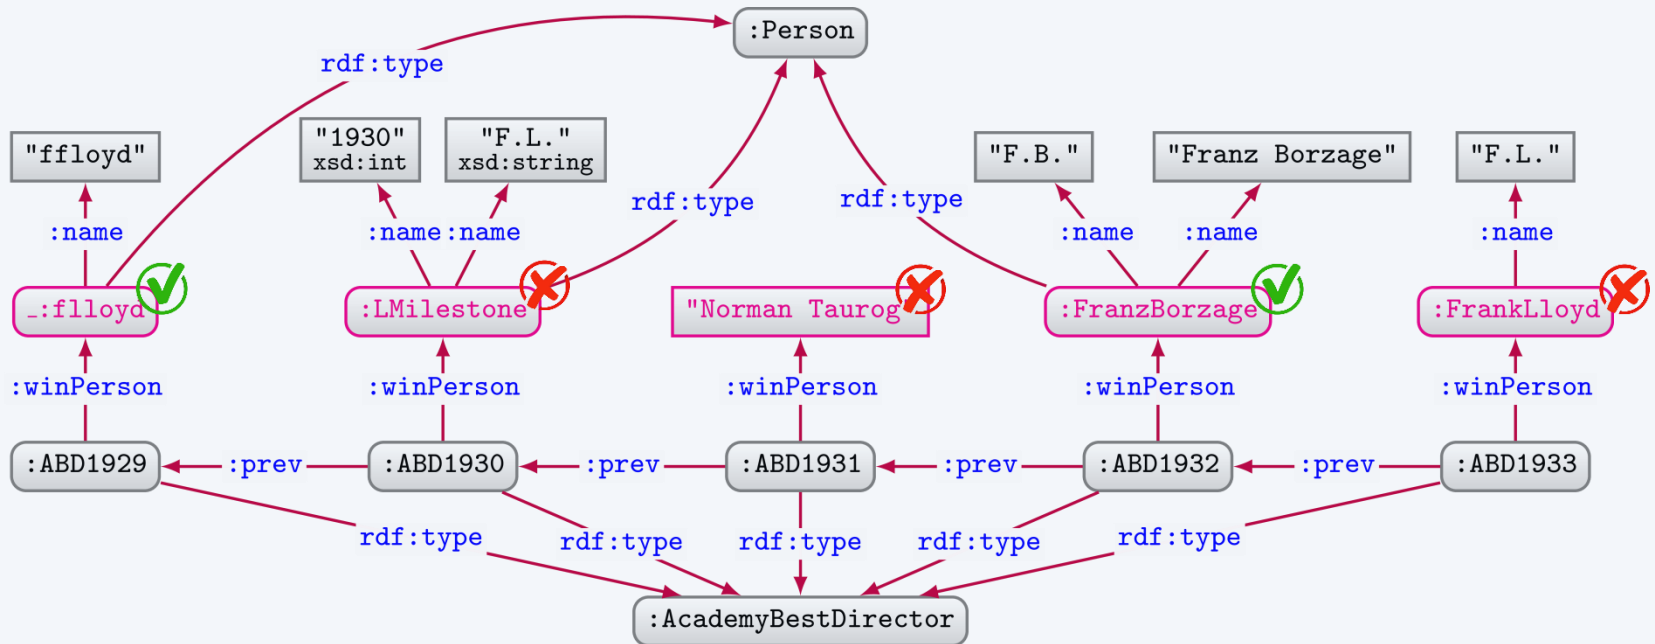 :Person
rdf:type
"ffloyd"
"1930"
xsd:int
"F.L."
xsd:string
"F.B."
"Franz Borzage"
"F.L."
rdf:type
rdf:type
:name
:name
:name
:name
:name
:name
_:flloyd
:LMilestone
"Norman Taurog"
:FranzBorzage
:FrankLloyd
:winPerson
:winPerson
:winPerson
:winPerson
:winPerson
:ABD1929
:prev
:ABD1930
:prev
:ABD1931
:prev
:ABD1932
:prev
:ABD1933
rdf:type
rdf:type
rdf:type
rdf:type
rdf:type
:AcademyBestDirector